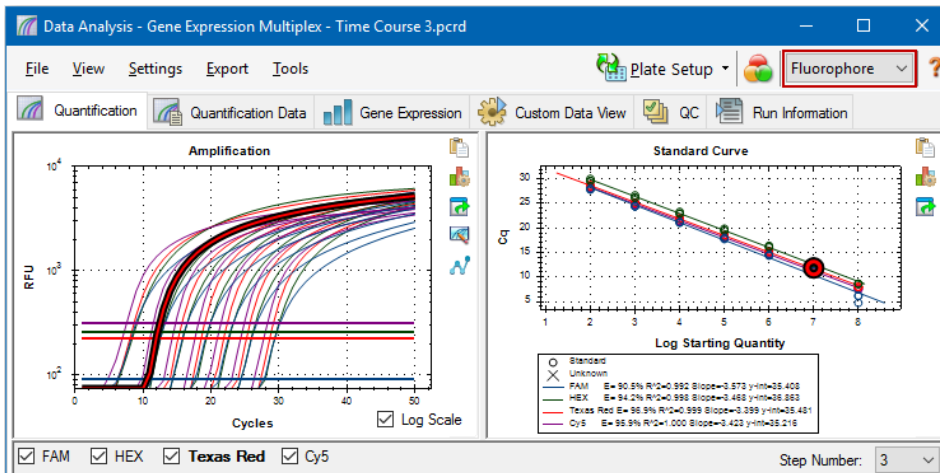 Data Analysis - Gene Expression Multiplex - Time Course 3.pcrd
File View Settings Export Tools Plate Setup Fluorophore ?
Quantification Quantification Data Gene Expression Custom Data View QC Run Information
Amplification
10^4
10^3
10^2
RFU
0 10 20 30 40 50
Cycles
Log Scale
Standard Curve
30
25
20
15
10
5
Cq
1 2 3 4 5 6 7 8
Log Starting Quantity
Standard
Unknown
FAM E= 90.5% R^2=0.992 Slope=-3.573 y-int=35.408
HEX E= 94.2% R^2=0.998 Slope=-3.468 y-int=36.863
Texas Red E= 96.9% R^2=0.999 Slope=-3.399 y-int=35.481
Cy5 E= 95.9% R^2=1.000 Slope=-3.423 y-int=35.216
FAM HEX Texas Red Cy5 Step Number: 3